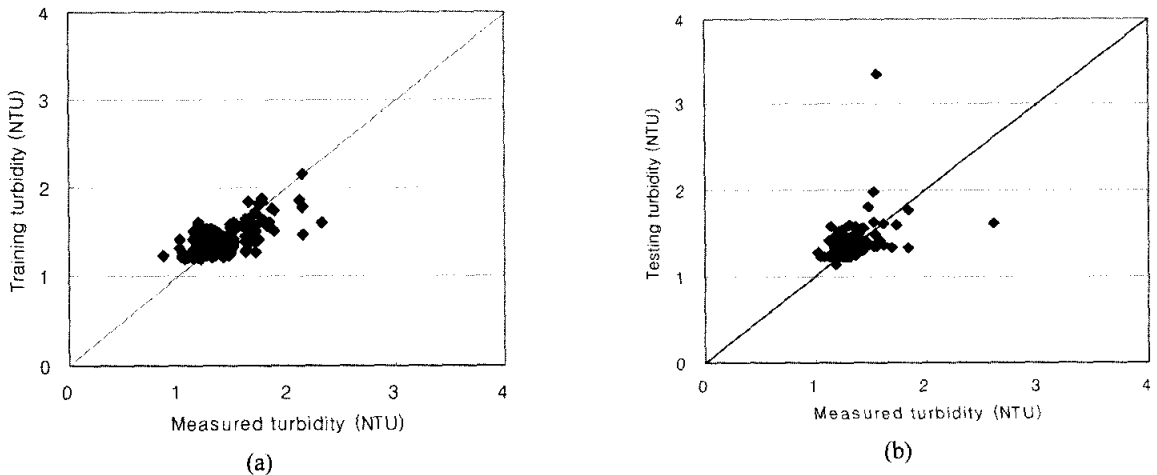 4
3
2
1
0
Training turbidity (NTU)
0 1 2 3 4
Measured turbidity (NTU)
(a)
4
3
2
1
0
Testing turbidity (NTU)
0 1 2 3 4
Measured turbidity (NTU)
(b)